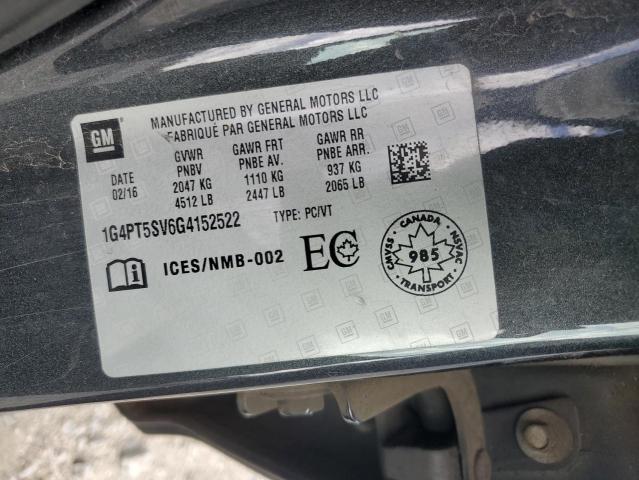 GM
MANUFACTURED BY GENERAL MOTORS LLC
FABRIQUÉ PAR GENERAL MOTORS LLC
DATE
02/16
GVWR
PNBV
2047 KG
4512 LB
GAWR FRT
PNBE AV.
1110 KG
2447 LB
GAWR RR
PNBE ARR.
937 KG
2065 LB
1G4PT5SV6G4152522
TYPE: PC/VT
ICES/NMB-002
EC
CANADA
CMVSS
985
NSVAC
TRANSPORT